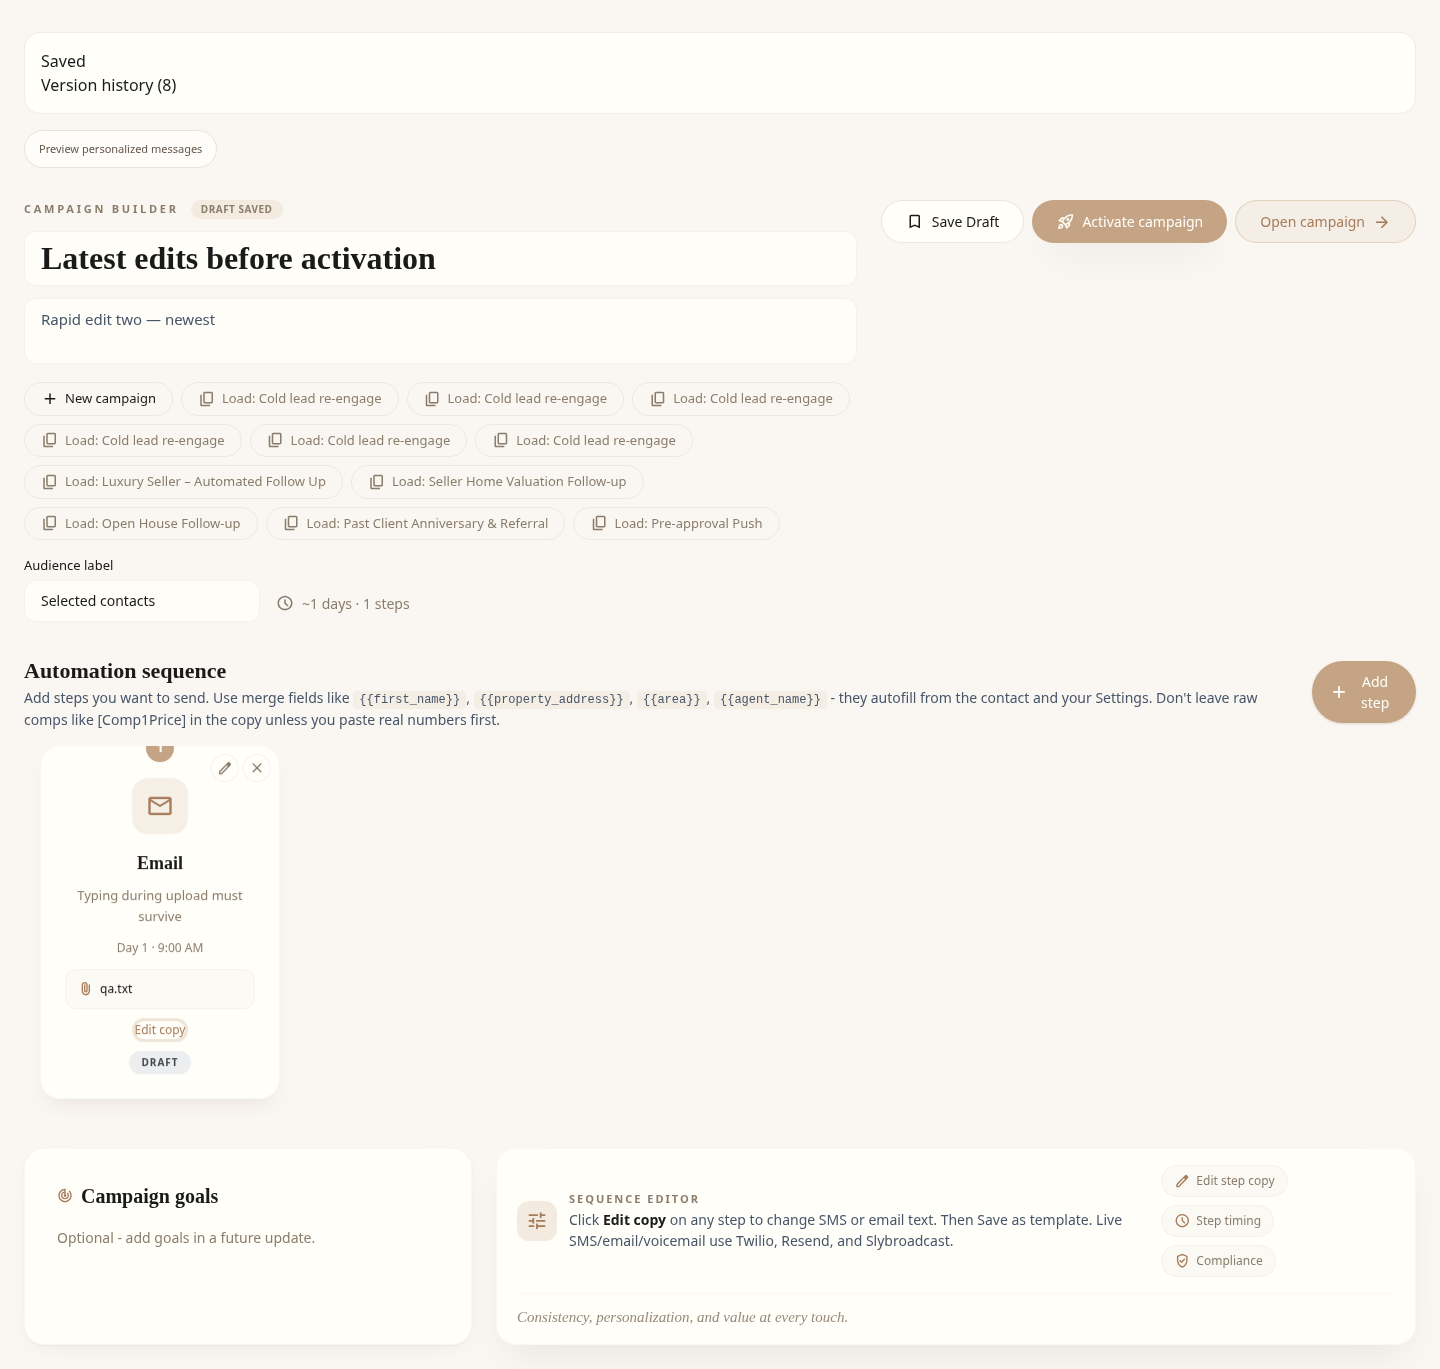 Saved
Version history (8)
Preview personalized messages
CAMPAIGN BUILDER
DRAFT SAVED
Save Draft
Activate campaign
Open campaign
Latest edits before activation
Rapid edit two — newest
New campaign
Load: Cold lead re-engage
Load: Cold lead re-engage
Load: Cold lead re-engage
Load: Cold lead re-engage
Load: Cold lead re-engage
Load: Cold lead re-engage
Load: Luxury Seller – Automated Follow Up
Load: Seller Home Valuation Follow-up
Load: Open House Follow-up
Load: Past Client Anniversary & Referral
Load: Pre-approval Push
Audience label
Selected contacts
~1 days · 1 steps
Automation sequence
Add steps you want to send. Use merge fields like {{first_name}}, {{property_address}}, {{area}}, {{agent_name}} - they autofill from the contact and your Settings. Don't leave raw
comps like [Comp1Price] in the copy unless you paste real numbers first.
Add
step
Email
Typing during upload must
survive
Day 1 · 9:00 AM
qa.txt
Edit copy
DRAFT
Campaign goals
Optional - add goals in a future update.
SEQUENCE EDITOR
Click Edit copy on any step to change SMS or email text. Then Save as template. Live
SMS/email/voicemail use Twilio, Resend, and Slybroadcast.
Edit step copy
Step timing
Compliance
Consistency, personalization, and value at every touch.